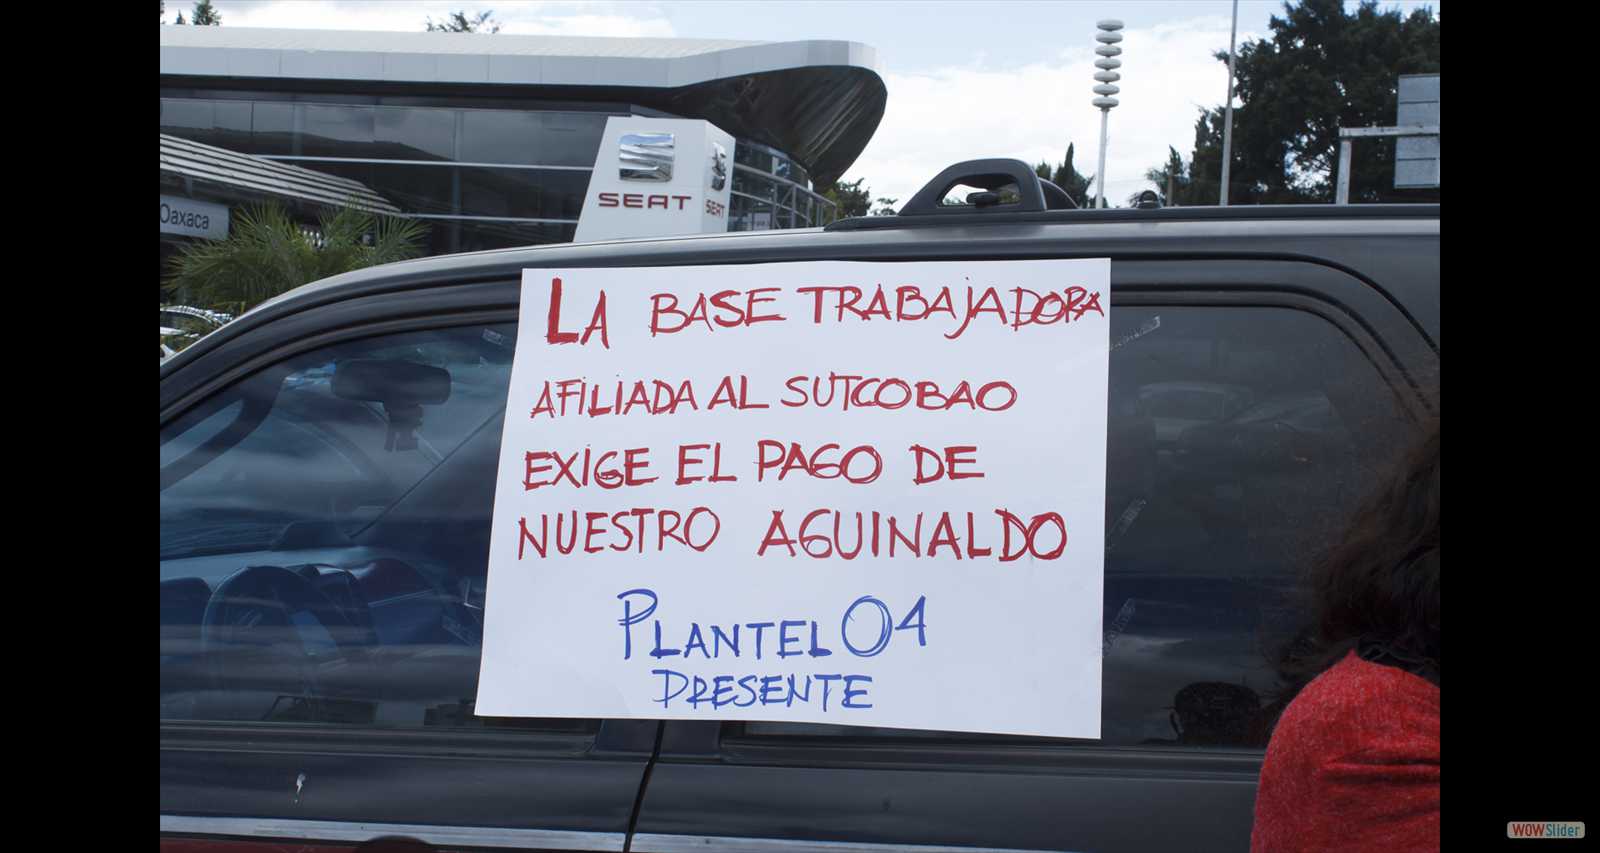 Oaxaca
SEAT
SEAT
LA BASE TRABAJADORA
AFILIADA AL SUTCOBAO
EXIGE EL PAGO DE
NUESTRO AGUINALDO
PLANTEL 04
PRESENTE
WOWSlider